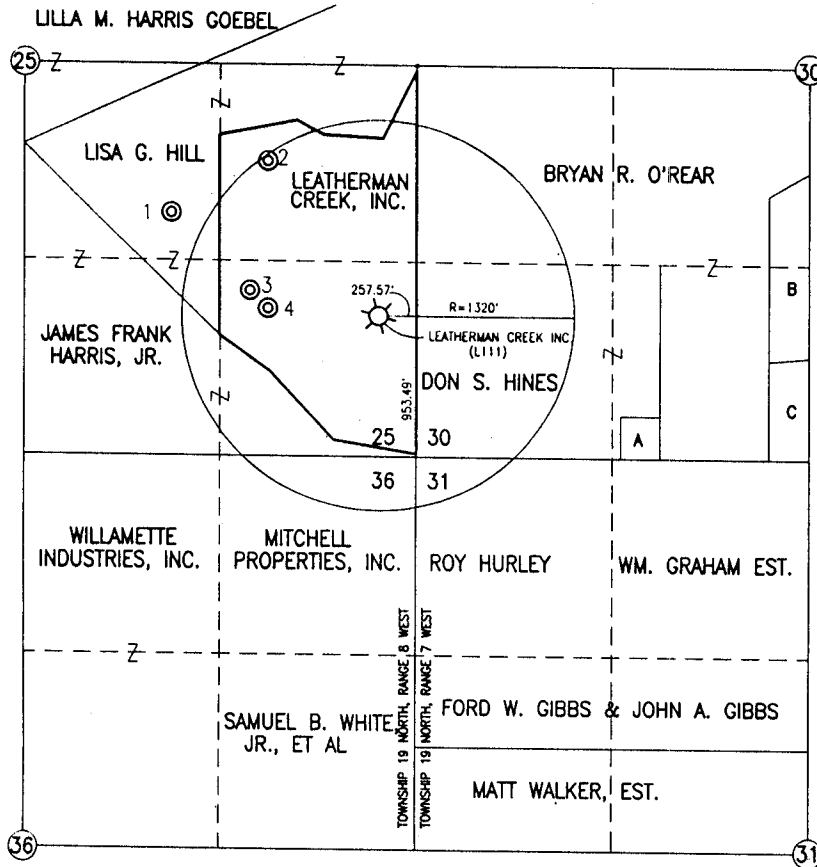 LILLA M. HARRIS GOEBEL
25
Z
Z
30
Z
LISA G. HILL
2
LEATHERMAN
CREEK, INC.
BRYAN R. O'REAR
1
Z
Z
Z
B
3
4
257.57'
R=1320'
LEATHERMAN CREEK INC.
(L111)
JAMES FRANK
HARRIS, JR.
Z
Z
DON S. HINES
953.49'
C
A
25
30
36
31
WILLAMETTE
INDUSTRIES, INC.
MITCHELL
PROPERTIES, INC.
ROY HURLEY
WM. GRAHAM EST.
Z
TOWNSHIP 19 NORTH, RANGE 8 WEST
TOWNSHIP 19 NORTH, RANGE 7 WEST
SAMUEL B. WHITE,
JR., ET AL
FORD W. GIBBS & JOHN A. GIBBS
MATT WALKER, EST.
36
31